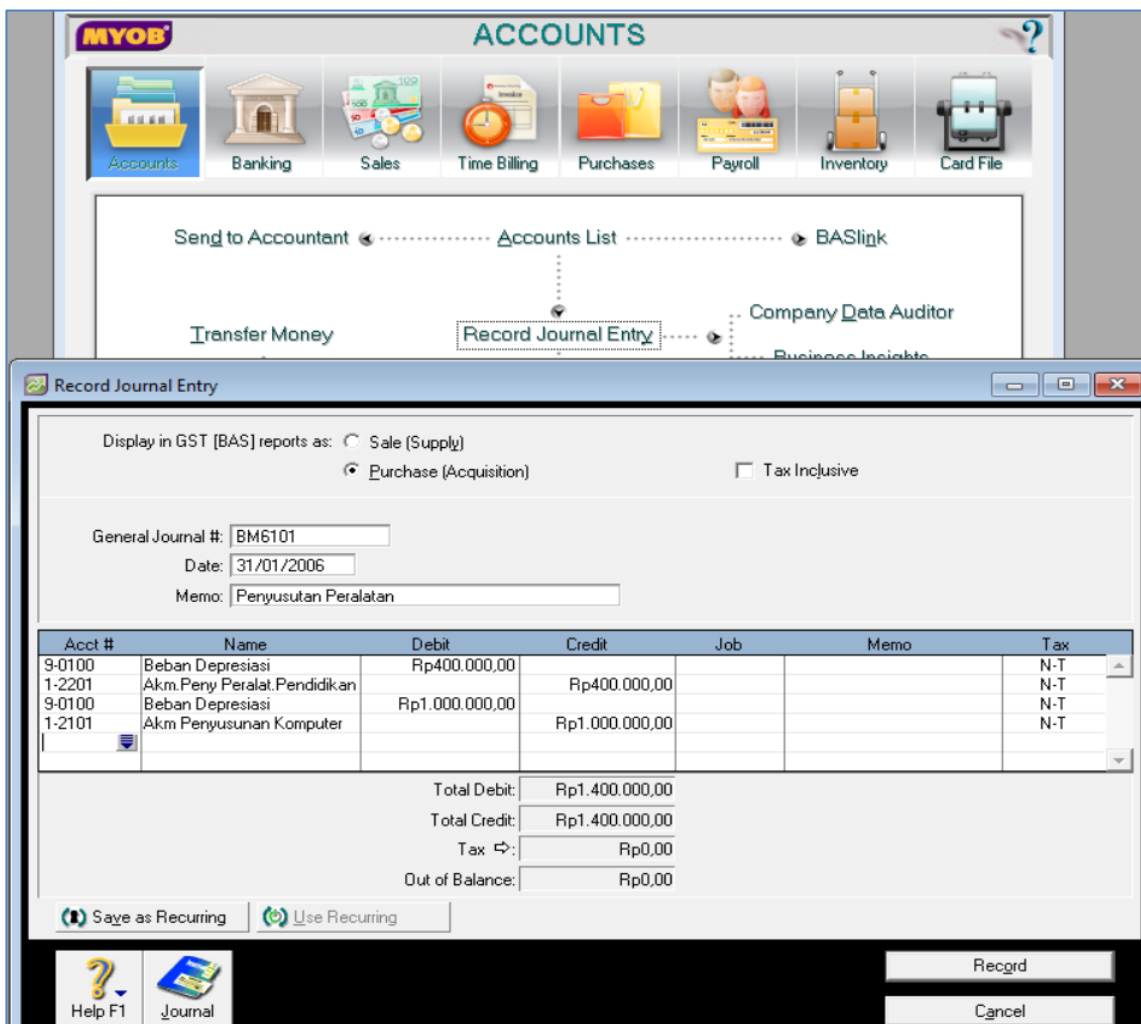 MYOB
ACCOUNTS
?
Accounts Banking Sales Time Billing Purchases Payroll Inventory Card File
Send to Accountant Accounts List BASlink
Company Data Auditor
Transfer Money Record Journal Entry
Business Insights
Record Journal Entry
Display in GST [BAS] reports as: Sale (Supply)
Purchase (Acquisition) Tax Inclusive
General Journal #: BM6101
Date: 31/01/2006
Memo: Penyusutan Peralatan
Acct # Name Debit Credit Job Memo Tax
9-0100 Beban Depresiasi Rp400.000,00 N-T
1-2201 Akm.Peny Peralat.Pendidikan Rp400.000,00 N-T
9-0100 Beban Depresiasi Rp1.000.000,00 N-T
1-2101 Akm Penyusunan Komputer Rp1.000.000,00 N-T
Total Debit: Rp1.400.000,00
Total Credit: Rp1.400.000,00
Tax ⇨: Rp0,00
Out of Balance: Rp0,00
Save as Recurring Use Recurring
Help F1 Journal Record
Cancel